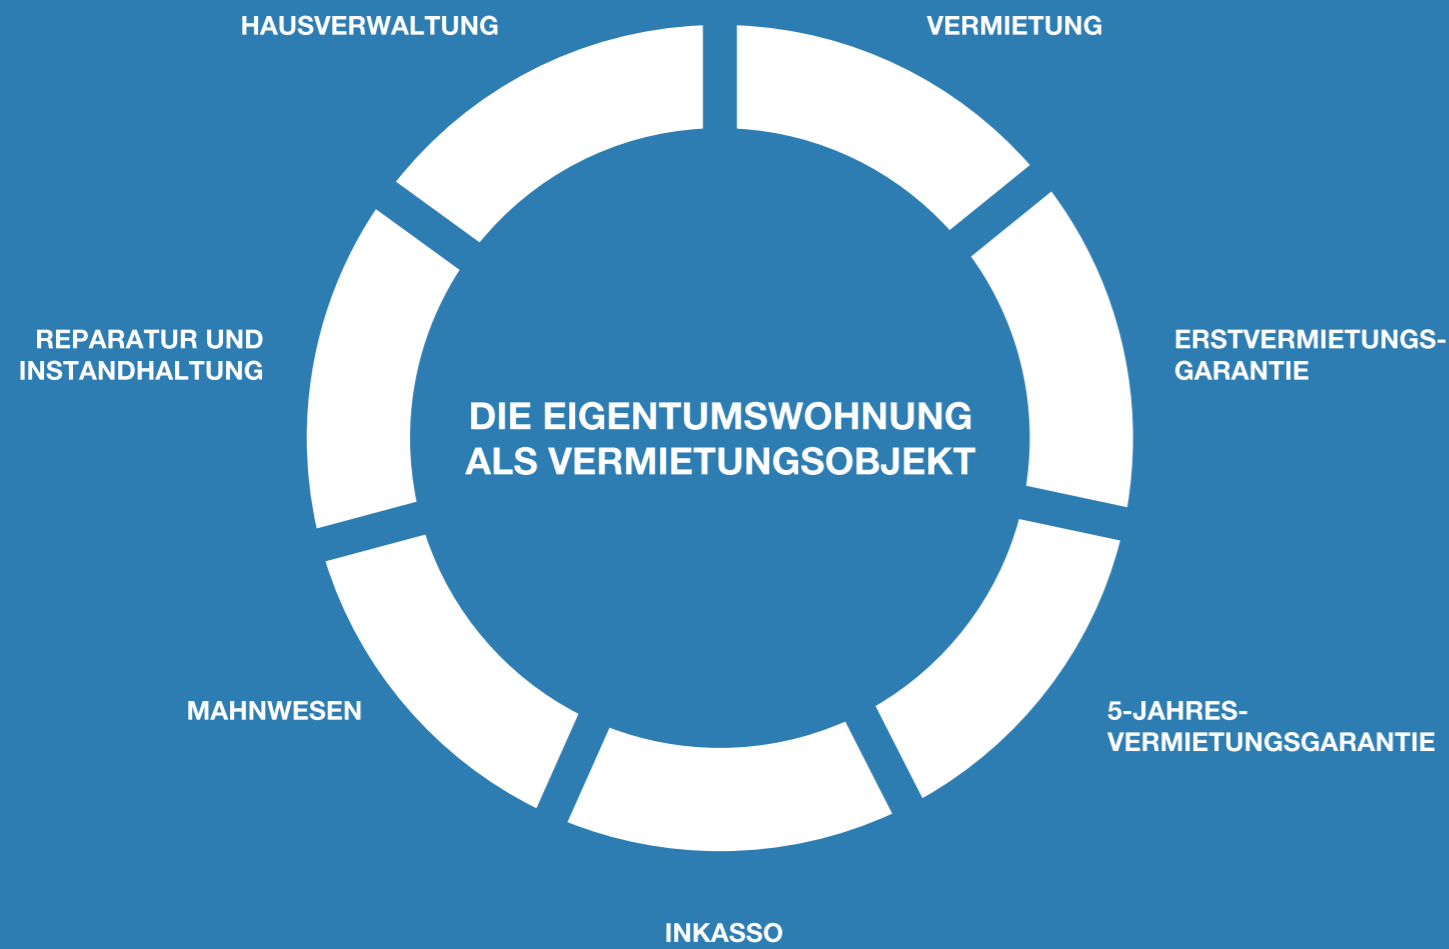 HAUSVERWALTUNG
VERMIETUNG
REPARATUR UND
INSTANDHALTUNG
ERSTVERMIETUNGS-
GARANTIE
DIE EIGENTUMSWOHNUNG
ALS VERMIETUNGSOBJEKT
MAHNWESEN
5-JAHRES-
VERMIETUNGSGARANTIE
INKASSO